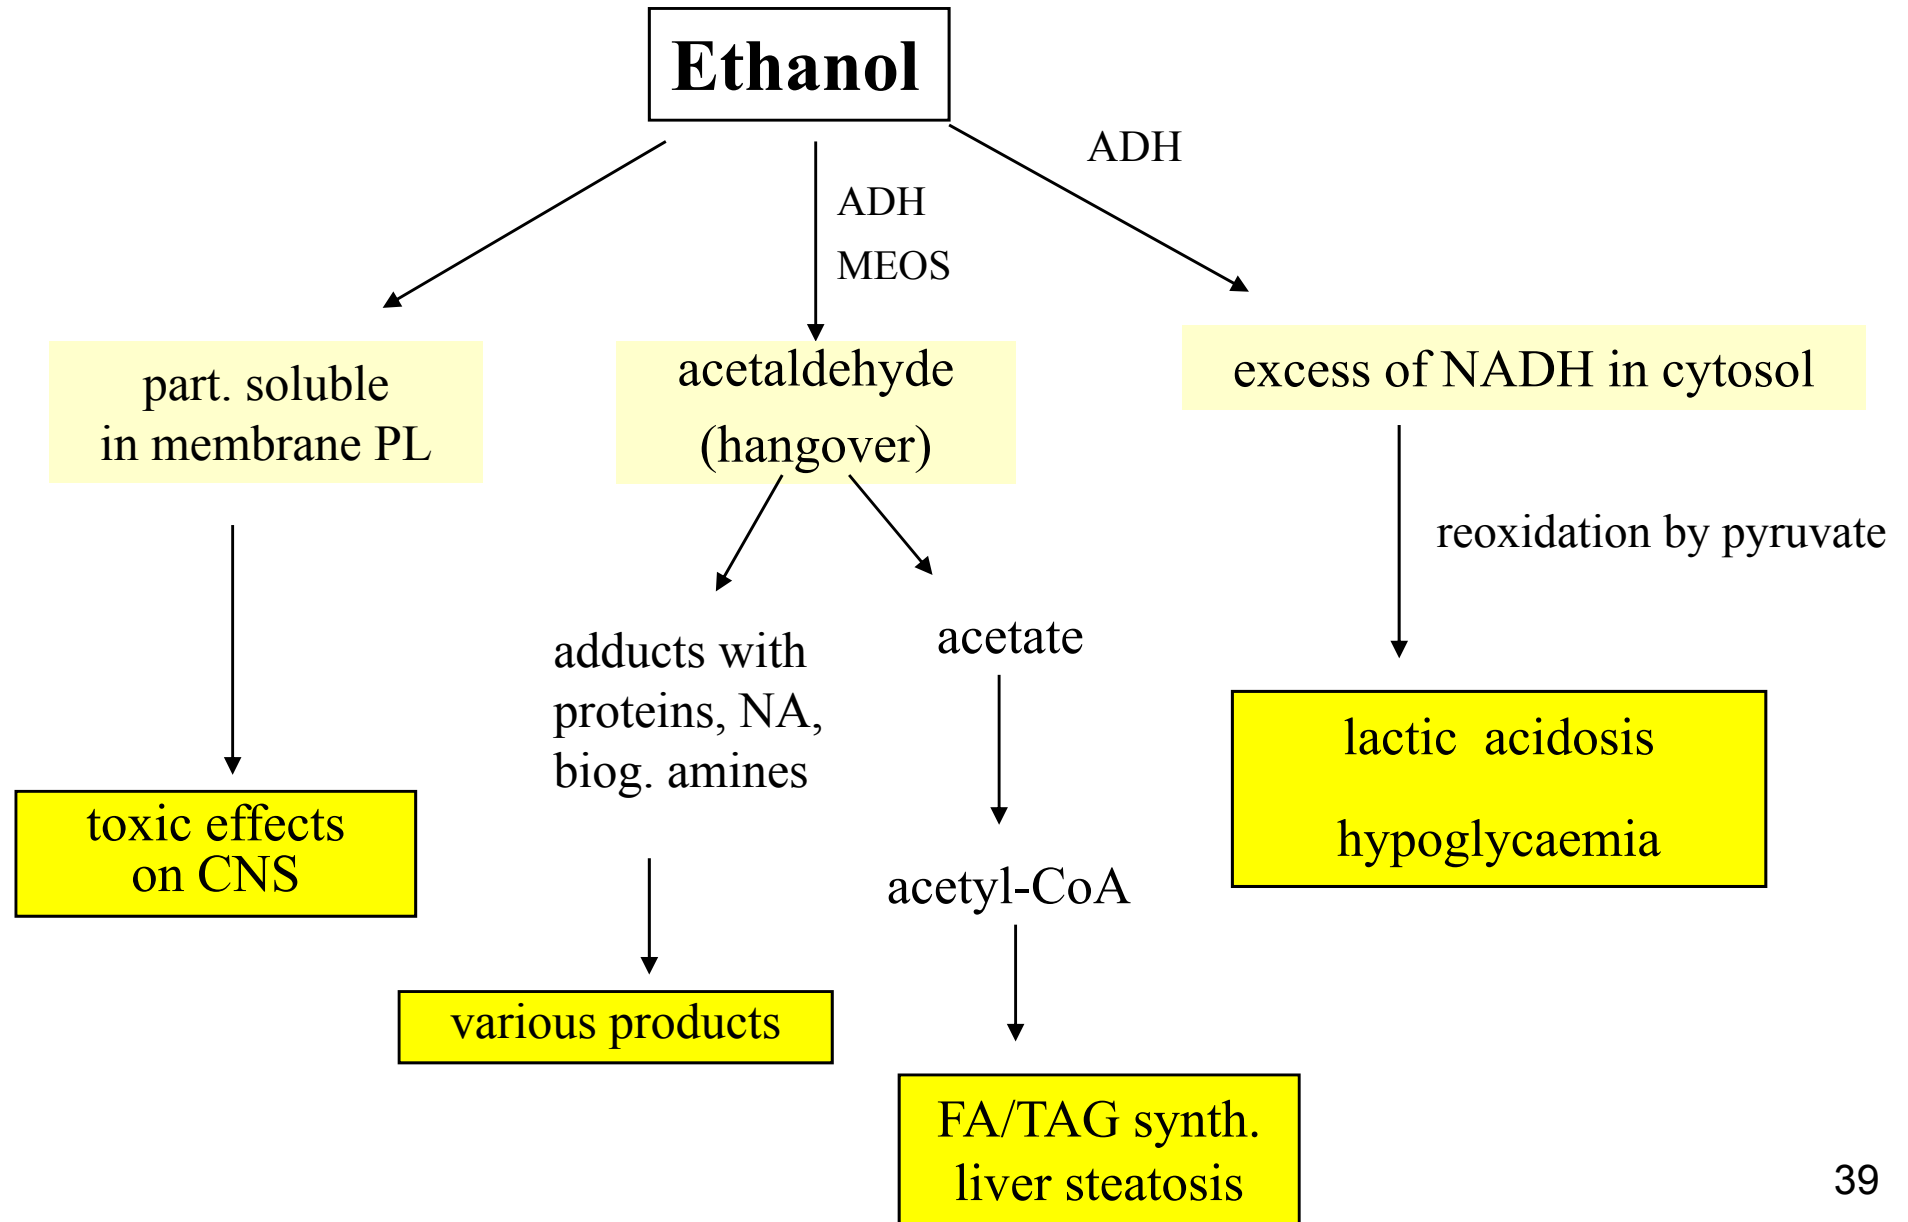 Ethanol
ADH
ADH
MEOS
part. soluble
in membrane PL
acetaldehyde
(hangover)
excess of NADH in cytosol
reoxidation by pyruvate
adducts with
proteins, NA,
biog. amines
acetate
lactic acidosis
hypoglycaemia
toxic effects
on CNS
acetyl-CoA
various products
FA/TAG synth.
liver steatosis
39